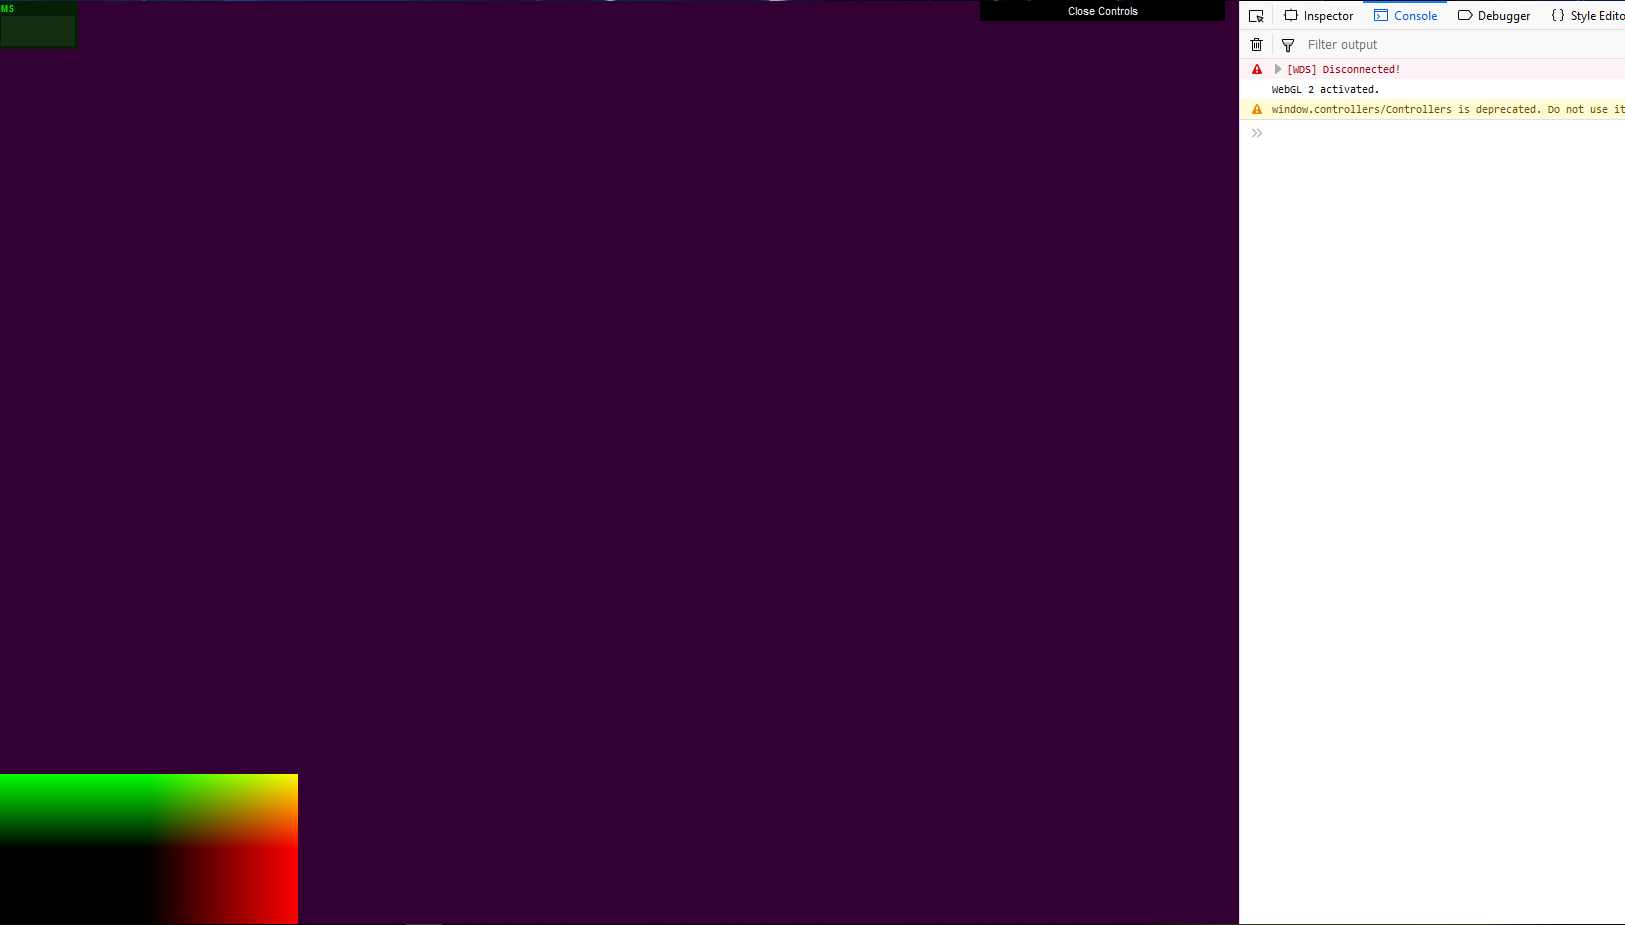 MS
Close Controls
Inspector
Console
Debugger
{ } Style Edito
Filter output
[WDS] Disconnected!
WebGL 2 activated.
window.controllers/Controllers is deprecated. Do not use it